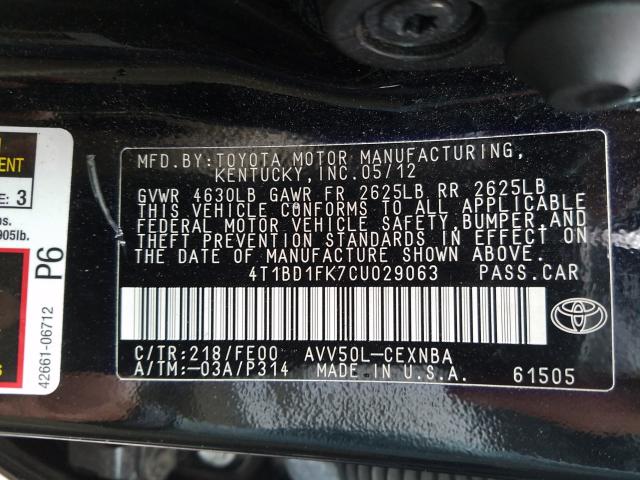 MFD.BY:TOYOTA MOTOR MANUFACTURING,
KENTUCKY, INC.05/12
GVWR 4630LB GAWR FR 2625LB RR 2625LB
THIS VEHICLE CONFORMS TO ALL APPLICABLE
FEDERAL MOTOR VEHICLE SAFETY,BUMPER,AND
THEFT PREVENTION STANDARDS IN EFFECT ON
THE DATE OF MANUFACTURE SHOWN ABOVE.
4T1BD1FK7CU029063 PASS.CAR
C/TR:218/FE00 AVV50L-CEXNBA
A/TM:-03A/P314 MADE IN U.S.A. 61505
E: 3
905lb.
P6
42661-06712